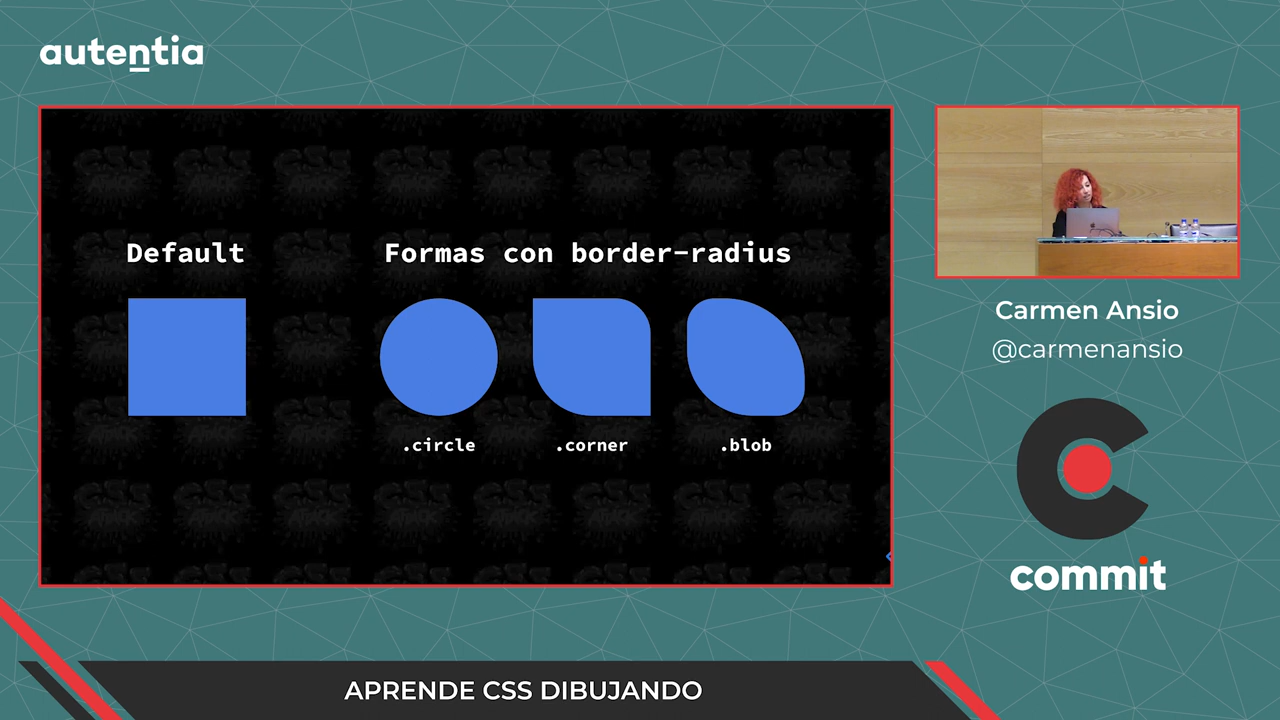 autentia
Default
Formas con border-radius
.circle
.corner
.blob
Carmen Ansio
@carmenansio
commit
APRENDE CSS DIBUJANDO